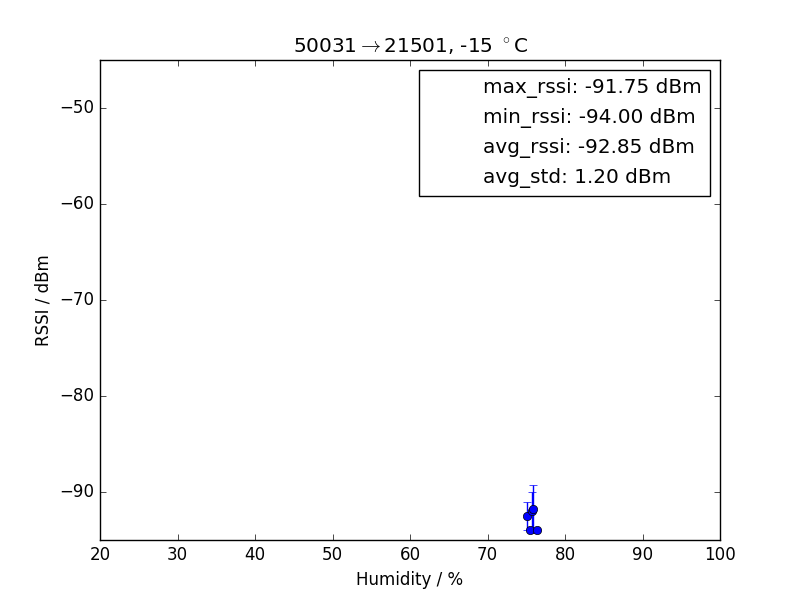 50031→21501, -15 °C
max_rssi: -91.75 dBm
min_rssi: -94.00 dBm
avg_rssi: -92.85 dBm
avg_std: 1.20 dBm
RSSI / dBm
−50
−60
−70
−80
−90
20 30 40 50 60 70 80 90 100
Humidity / %